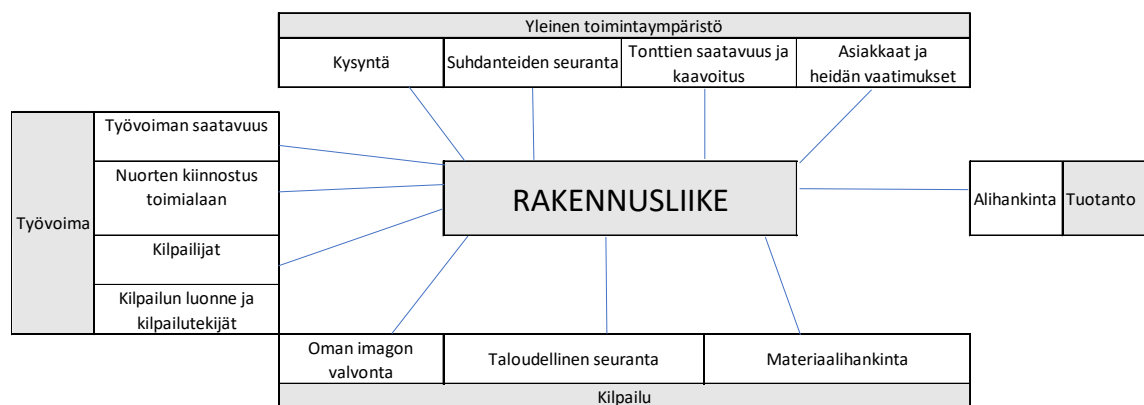 Yleinen toimintaympäristö
Kysyntä
Suhdanteiden seuranta
Tonttien saatavuus ja
kaavoitus
Asiakkaat ja
heidän vaatimukset
Työvoima
Työvoiman saatavuus
Nuorten kiinnostus
toimialaan
Kilpailijat
Kilpailun luonne ja
kilpailutekijät
RAKENNUSLIIKE
Alihankinta
Tuotanto
Oman imagon
valvonta
Taloudellinen seuranta
Materiaalihankinta
Kilpailu